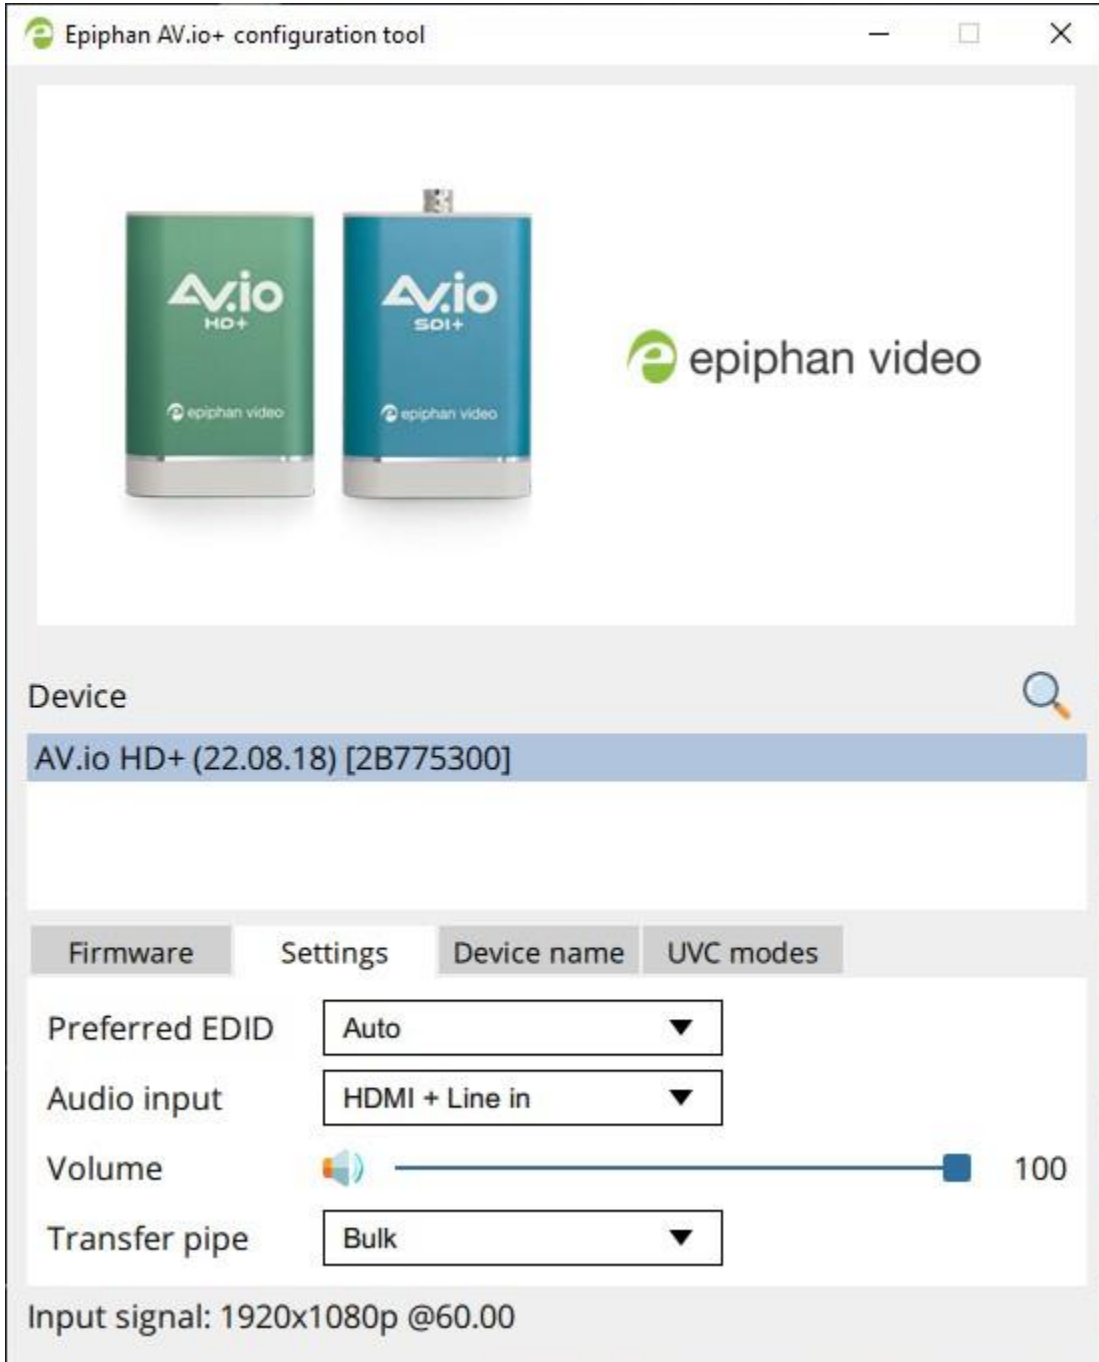 Epiphan AV.io+ configuration tool
AV.io
HD+
epiphan video
AV.io
SDI+
epiphan video
epiphan video
Device
AV.io HD+ (22.08.18) [2B775300]
Firmware Settings Device name UVC modes
Preferred EDID Auto
Audio input HDMI + Line in
Volume 100
Transfer pipe Bulk
Input signal: 1920x1080p @60.00